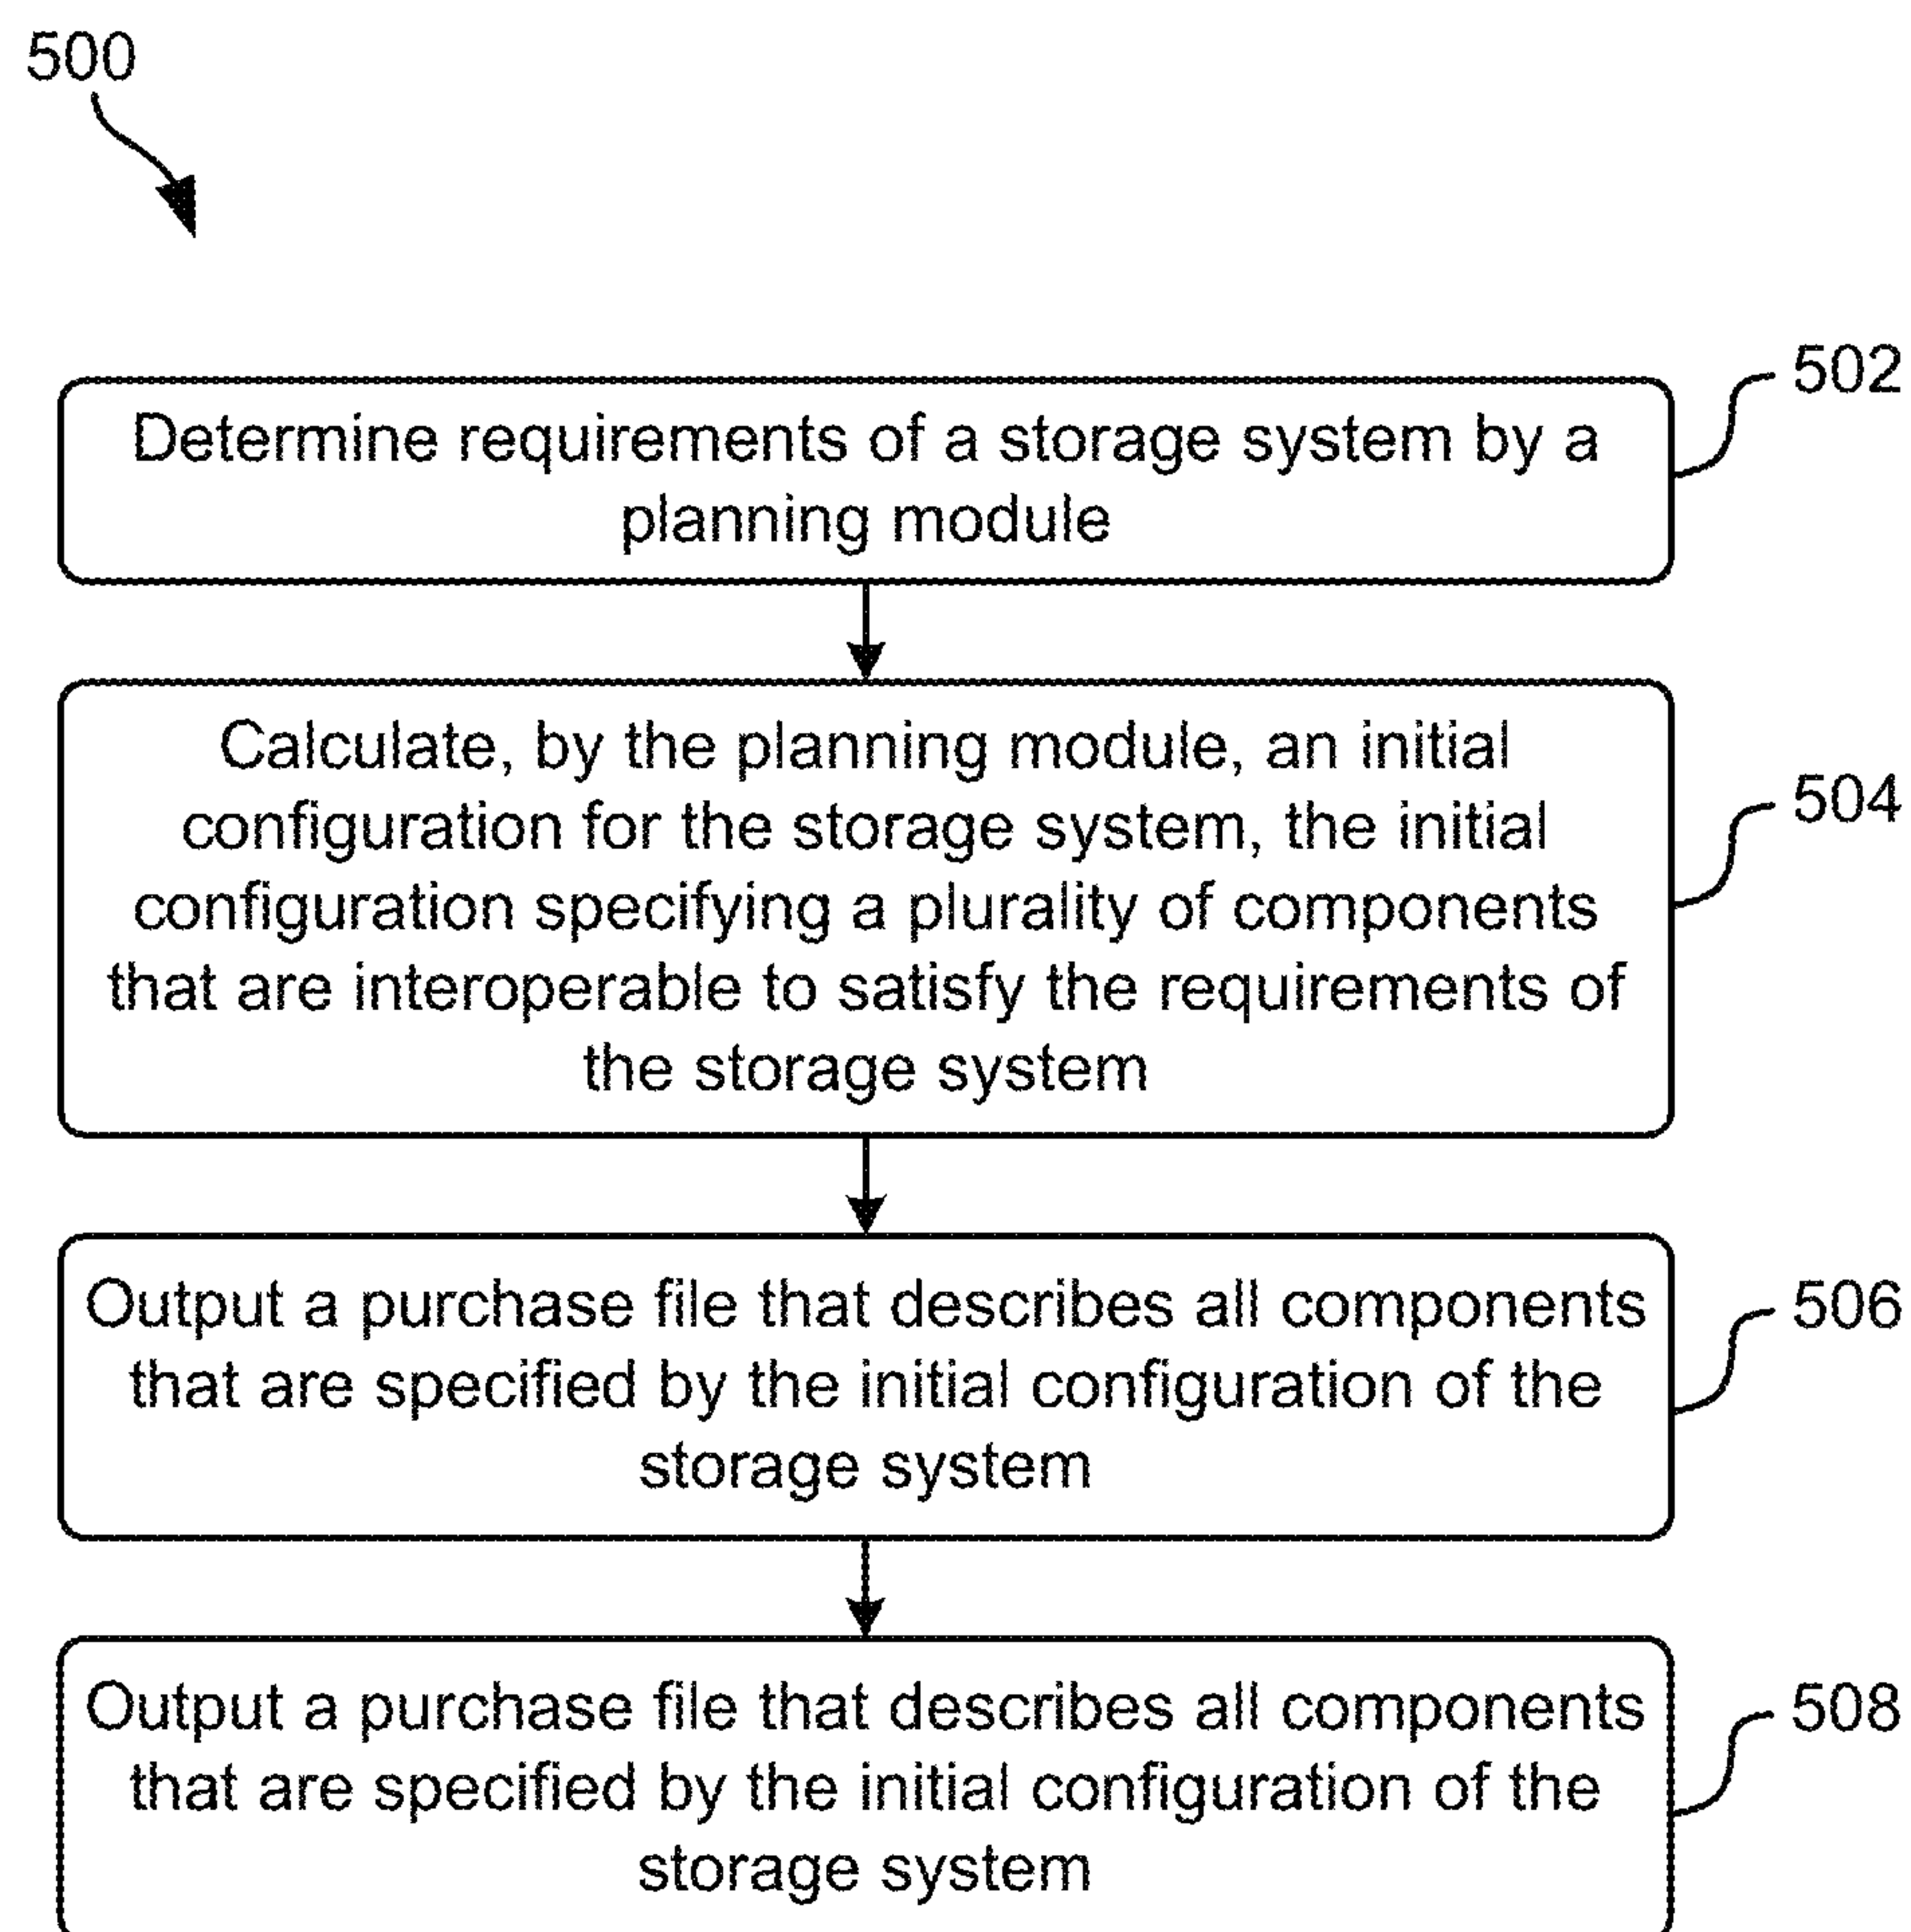 500
502
Determine requirements of a storage system by a
planning module
504
Calculate, by the planning module, an initial
configuration for the storage system, the initial
configuration specifying a plurality of components
that are interoperable to satisfy the requirements of
the storage system
506
Output a purchase file that describes all components
that are specified by the initial configuration of the
storage system
508
Output a purchase file that describes all components
that are specified by the initial configuration of the
storage system